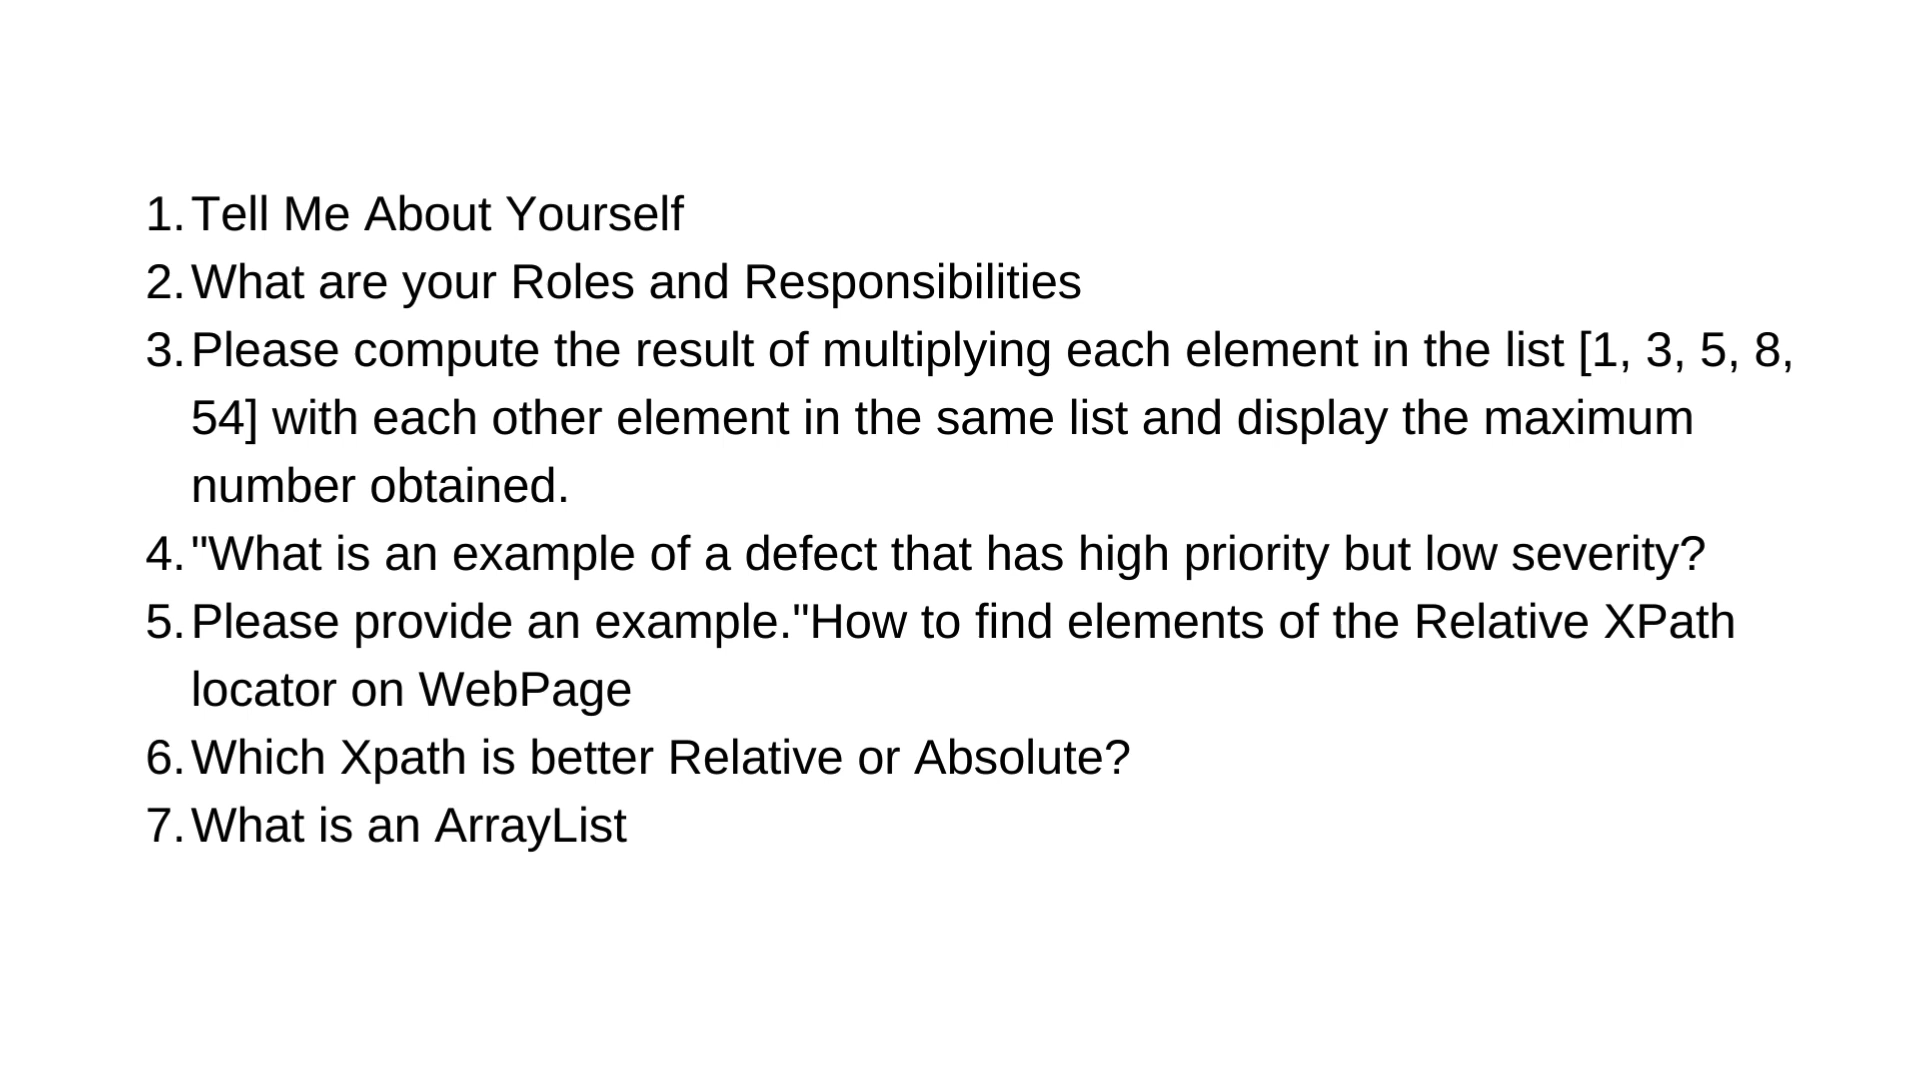 1. Tell Me About Yourself
2. What are your Roles and Responsibilities
3. Please compute the result of multiplying each element in the list [1, 3, 5, 8,
54] with each other element in the same list and display the maximum
number obtained.
4. "What is an example of a defect that has high priority but low severity?
5. Please provide an example."How to find elements of the Relative XPath
locator on WebPage
6. Which Xpath is better Relative or Absolute?
7. What is an ArrayList